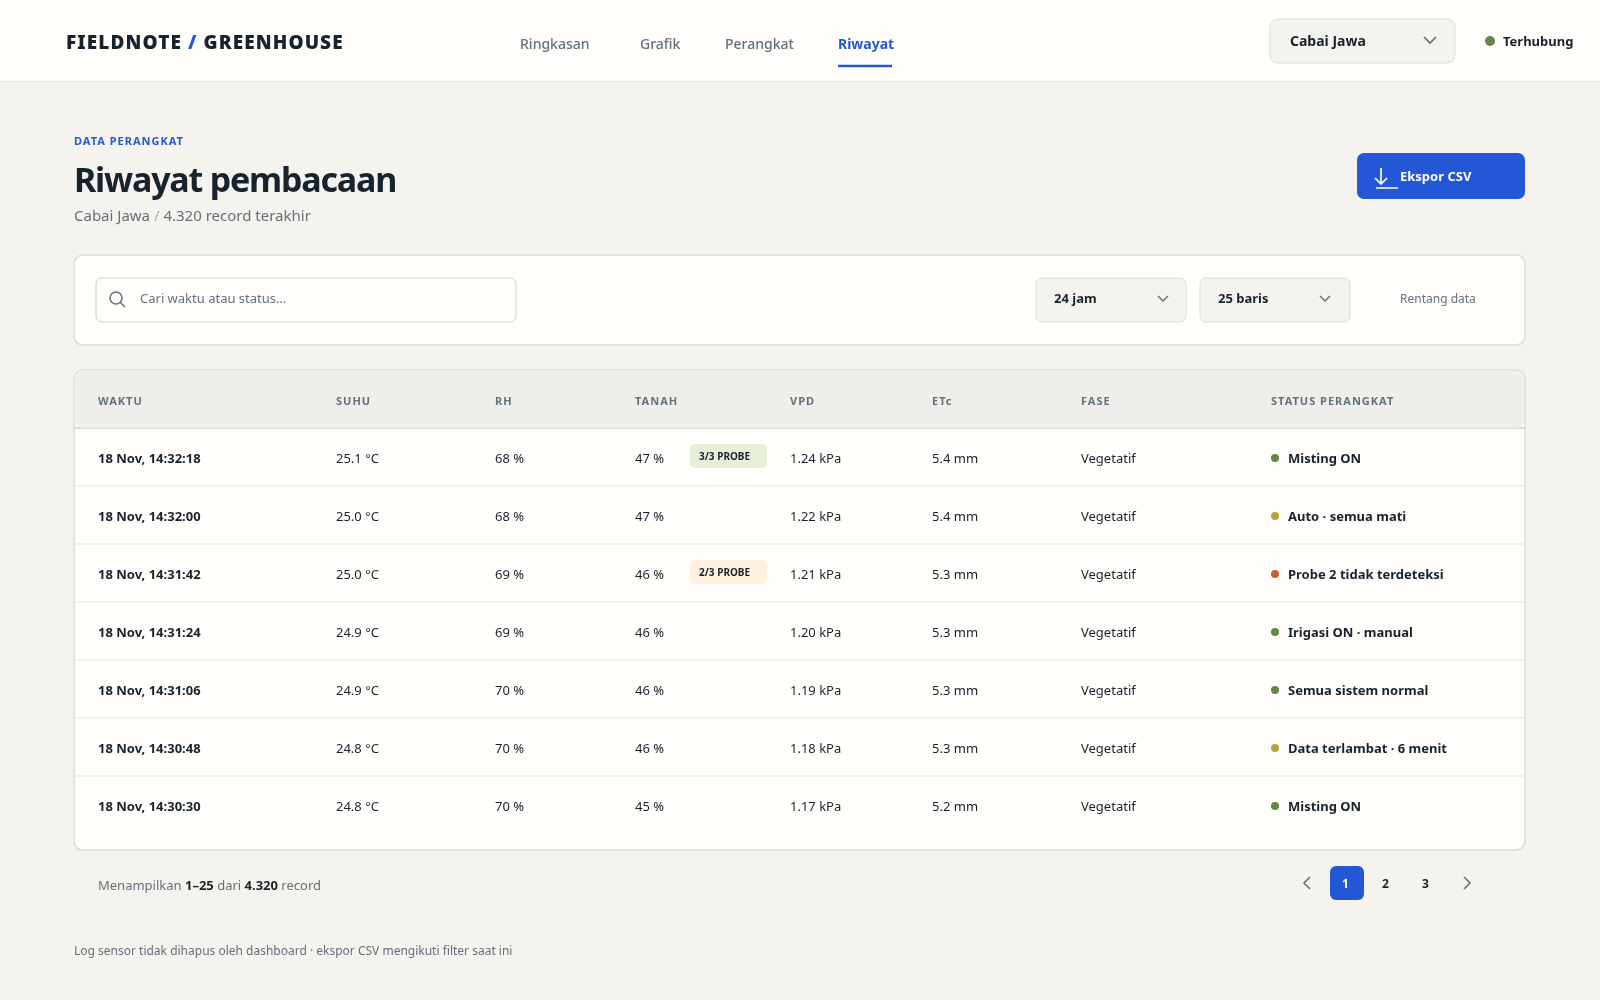 FIELDNOTE / GREENHOUSE
Ringkasan Grafik Perangkat Riwayat
Cabai Jawa
Terhubung
DATA PERANGKAT
Riwayat pembacaan
Cabai Jawa / 4.320 record terakhir
Ekspor CSV
Cari waktu atau status...
24 jam
25 baris
Rentang data
WAKTU SUHU RH TANAH VPD ETc FASE STATUS PERANGKAT
18 Nov, 14:32:18 25.1 °C 68 % 47 % 3/3 PROBE 1.24 kPa 5.4 mm Vegetatif Misting ON
18 Nov, 14:32:00 25.0 °C 68 % 47 % 1.22 kPa 5.4 mm Vegetatif Auto · semua mati
18 Nov, 14:31:42 25.0 °C 69 % 46 % 2/3 PROBE 1.21 kPa 5.3 mm Vegetatif Probe 2 tidak terdeteksi
18 Nov, 14:31:24 24.9 °C 69 % 46 % 1.20 kPa 5.3 mm Vegetatif Irigasi ON · manual
18 Nov, 14:31:06 24.9 °C 70 % 46 % 1.19 kPa 5.3 mm Vegetatif Semua sistem normal
18 Nov, 14:30:48 24.8 °C 70 % 46 % 1.18 kPa 5.3 mm Vegetatif Data terlambat · 6 menit
18 Nov, 14:30:30 24.8 °C 70 % 45 % 1.17 kPa 5.2 mm Vegetatif Misting ON
Menampilkan 1–25 dari 4.320 record
1 2 3
Log sensor tidak dihapus oleh dashboard · ekspor CSV mengikuti filter saat ini